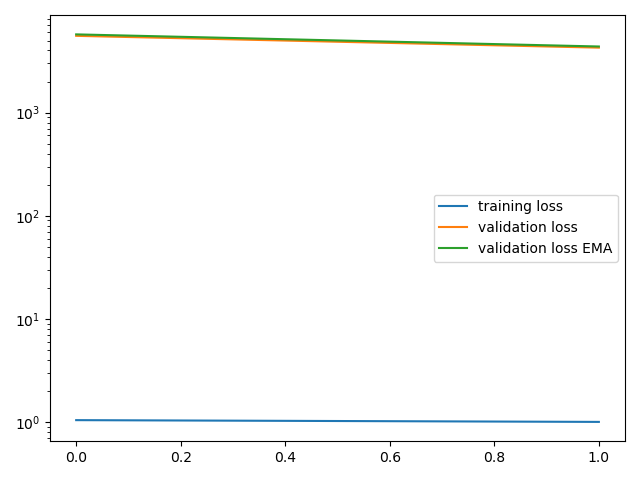 10³
10²
10¹
10⁰
training loss
validation loss
validation loss EMA
0.0 0.2 0.4 0.6 0.8 1.0